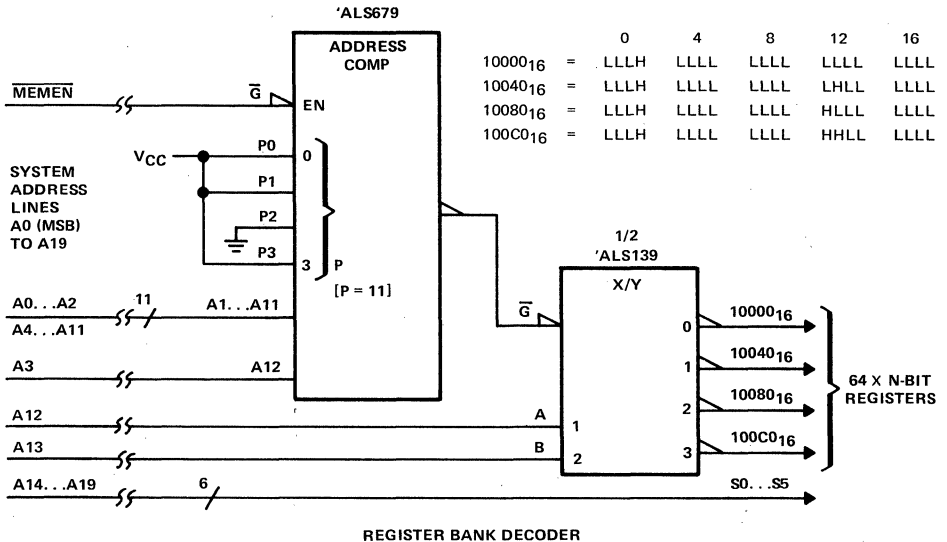 'ALS679
ADDRESS
COMP
0 4 8 12 16
10000₁₆ = LLLH LLLL LLLL LLLL LLLL
10040₁₆ = LLLH LLLL LLLL LHLL LLLL
10080₁₆ = LLLH LLLL LLLL HLLL LLLL
100C0₁₆ = LLLH LLLL LLLL HHLL LLLL
MEMEN
G
EN
VCC
P0
0
P1
P2
P3
3
P
[P = 11]
SYSTEM
ADDRESS
LINES
A0 (MSB)
TO A19
A0...A2
11
A1...A11
A4...A11
A3
A12
A12
A
1
A13
B
2
A14...A19
6
S0...S5
1/2
'ALS139
X/Y
G
0
10000₁₆
1
10040₁₆
2
10080₁₆
3
100C0₁₆
64 X N-BIT
REGISTERS
REGISTER BANK DECODER